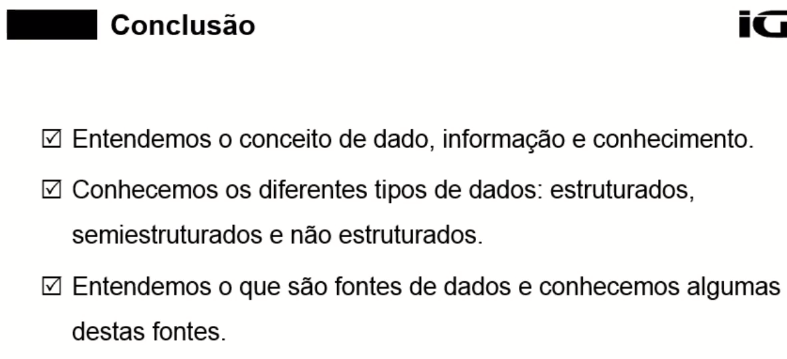 Conclusão
☑ Entendemos o conceito de dado, informação e conhecimento.
☑ Conhecemos os diferentes tipos de dados: estruturados,
semiestruturados e não estruturados.
☑ Entendemos o que são fontes de dados e conhecemos algumas
destas fontes.